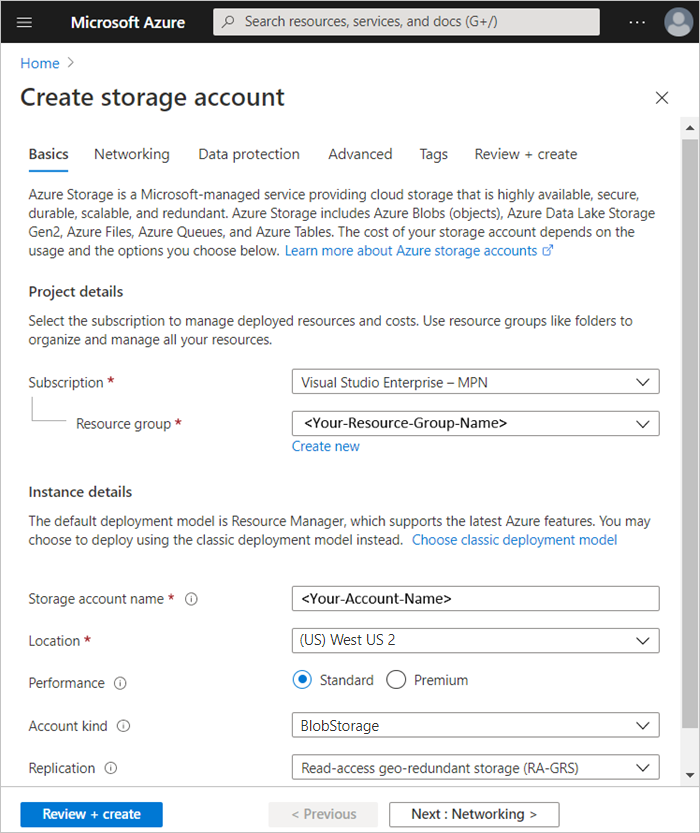 Microsoft Azure
Search resources, services, and docs (G+/)
Home
Create storage account
Basics Networking Data protection Advanced Tags Review + create
Azure Storage is a Microsoft-managed service providing cloud storage that is highly available, secure,
durable, scalable, and redundant. Azure Storage includes Azure Blobs (objects), Azure Data Lake Storage
Gen2, Azure Files, Azure Queues, and Azure Tables. The cost of your storage account depends on the
usage and the options you choose below. Learn more about Azure storage accounts
Project details
Select the subscription to manage deployed resources and costs. Use resource groups like folders to
organize and manage all your resources.
Subscription * Visual Studio Enterprise – MPN
Resource group * <Your-Resource-Group-Name>
Create new
Instance details
The default deployment model is Resource Manager, which supports the latest Azure features. You may
choose to deploy using the classic deployment model instead. Choose classic deployment model
Storage account name * <Your-Account-Name>
Location * (US) West US 2
Performance Standard Premium
Account kind BlobStorage
Replication Read-access geo-redundant storage (RA-GRS)
Review + create < Previous Next : Networking >